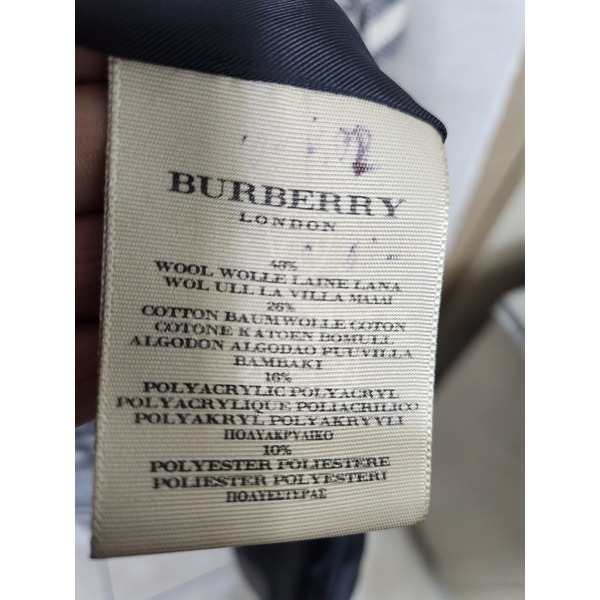 BURBERRY
LONDON
48%
WOOL WOLLE LAINE LANA
WOL ULL LA VILLA ΜΑΛΛΙ
26%
COTTON BAUMWOLLE COTON
COTONE KATOEN BOMULL
ALGODON ALGODAO PUUVILLA
BAMBAKI
16%
POLYACRYLIC POLYACRYL
POLYACRYLIQUE POLIACRILICO
POLYAKRYL POLYAKRYYLI
ΠΟΛΥΑΚΡΥΛΙΚΟ
10%
POLYESTER POLIESTERE
POLIESTER POLYESTERI
ΠΟΛΥΕΣΤΕΡΑΣ